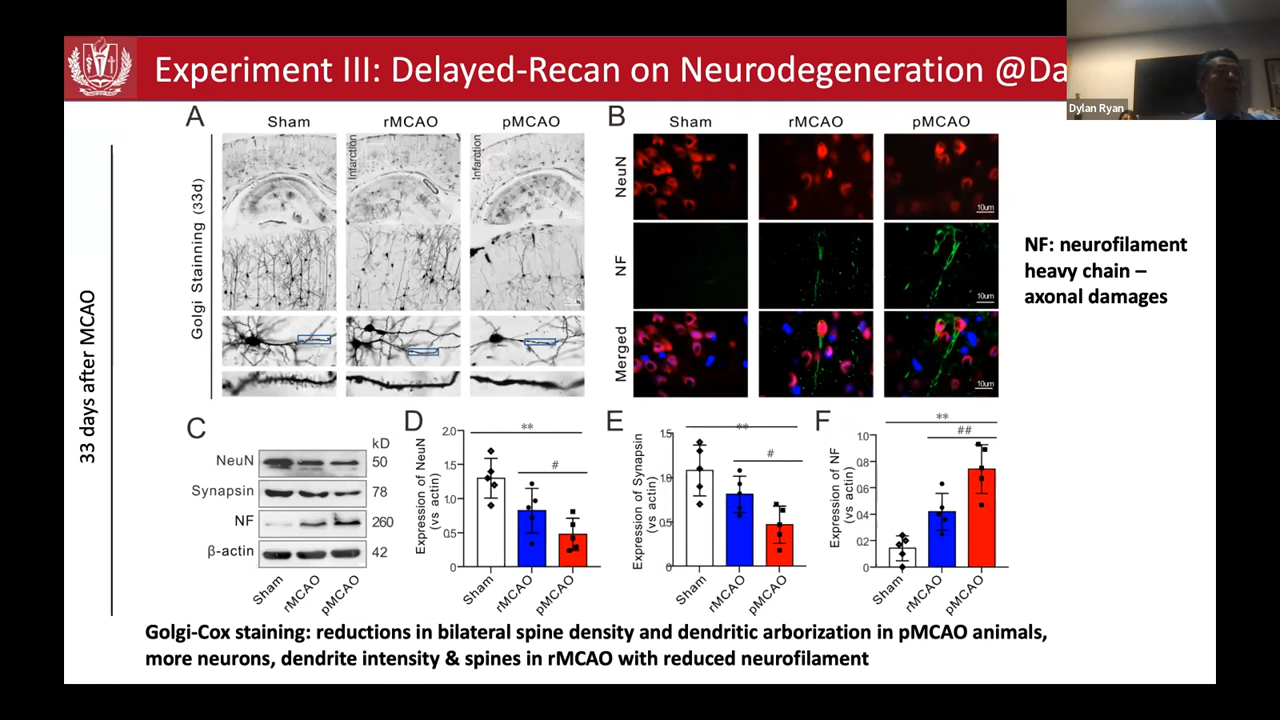 Experiment III: Delayed-Recan on Neurodegeneration @Da
Dylan Ryan
33 days after MCAO
A
Sham rMCAO pMCAO
Golgi Stainning (33d)
Infarction
Infarction
B
Sham rMCAO pMCAO
NeuN
10um
NF
10um
Merged
10um
NF: neurofilament
heavy chain –
axonal damages
C
kD
NeuN 50
Synapsin 78
NF 260
β-actin 42
Sham rMCAO pMCAO
D
Expression of NeuN
(vs actin)
2.0
1.5
1.0
0.5
0
**
#
Sham rMCAO pMCAO
E
Expression of Synapsin
(vs actin)
1.5
1.0
0.5
0
**
#
Sham rMCAO pMCAO
F
Expression of NF
(vs actin)
1.0
0.8
0.6
0.4
0.2
0
**
##
Sham rMCAO pMCAO
Golgi-Cox staining: reductions in bilateral spine density and dendritic arborization in pMCAO animals,
more neurons, dendrite intensity & spines in rMCAO with reduced neurofilament